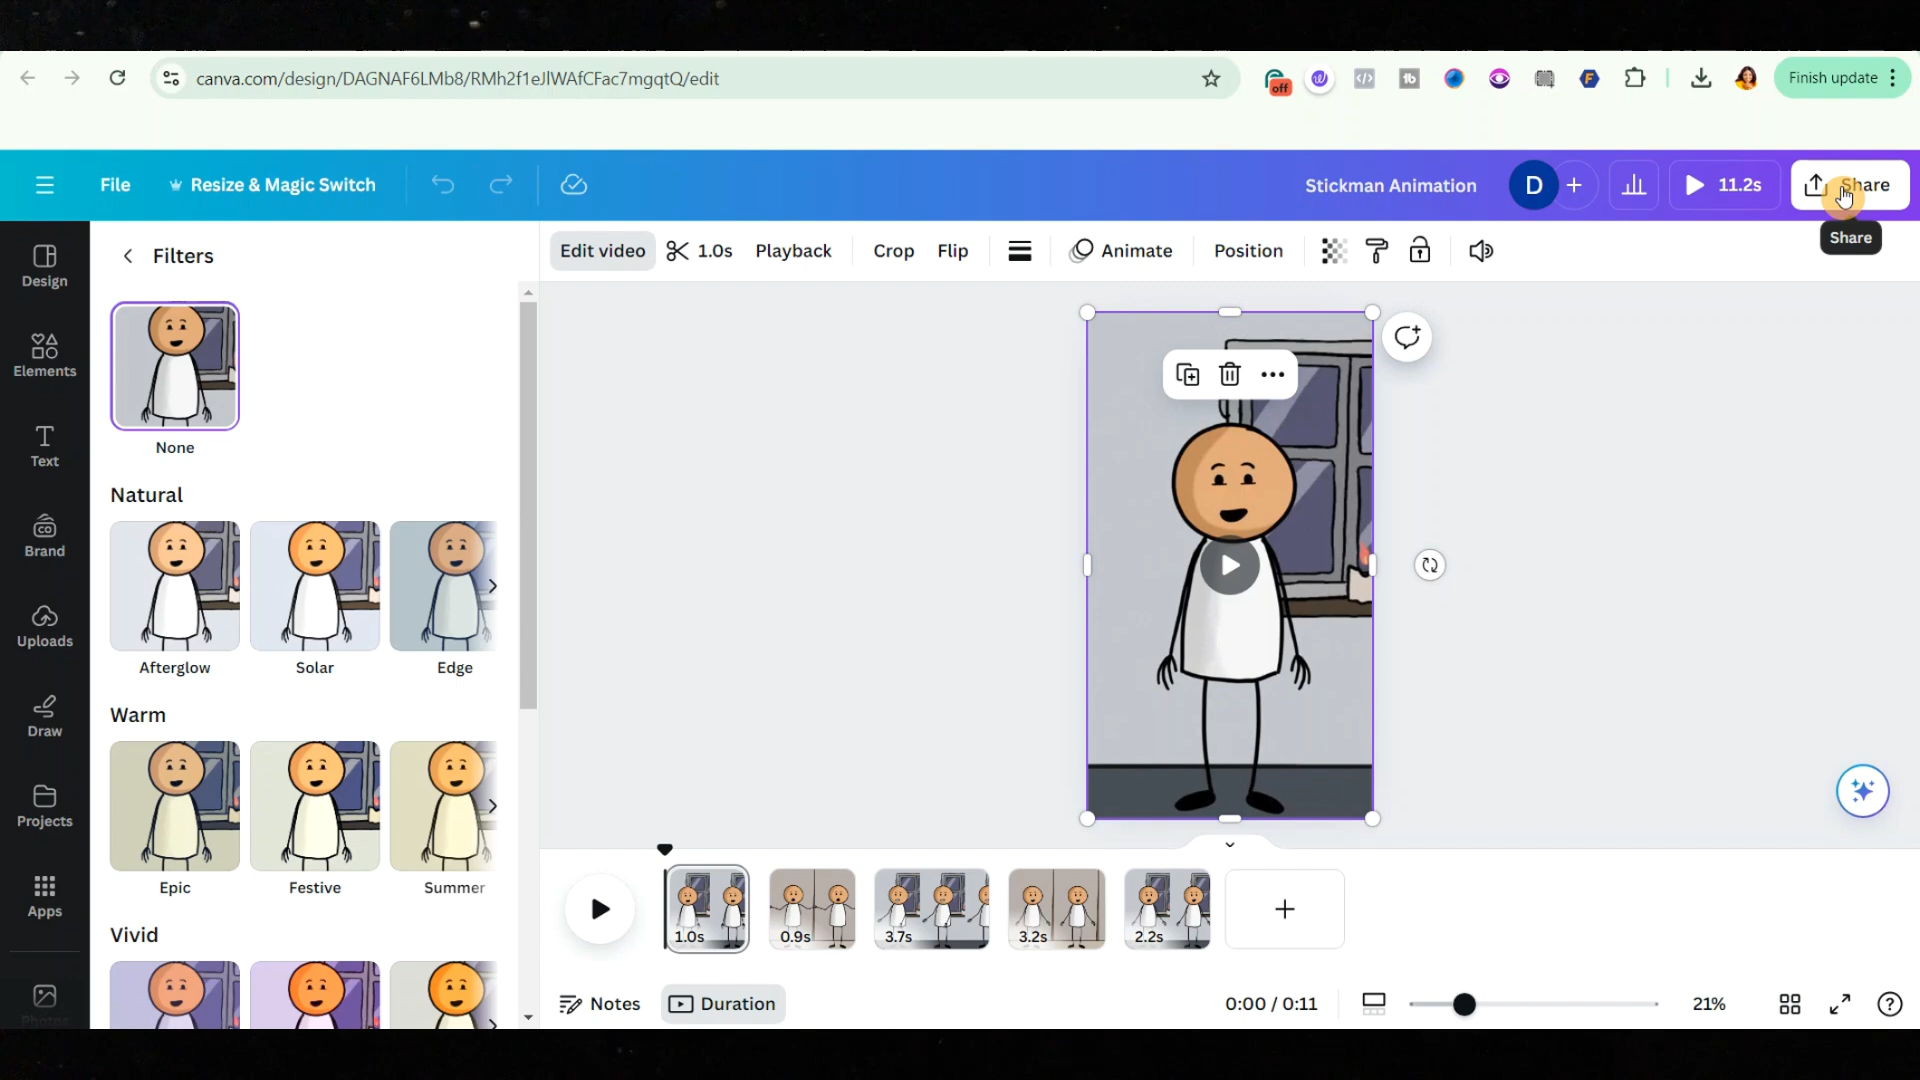 canva.com/design/DAGNAF6LMb8/RMh2f1eJlWAfCFac7mgqtQ/edit
off
Finish update
File
Resize & Magic Switch
Stickman Animation
D
11.2s
Share
Share
Design
Elements
Text
Brand
Uploads
Draw
Projects
Apps
Photos
Filters
None
Natural
Afterglow
Solar
Edge
Warm
Epic
Festive
Summer
Vivid
Edit video
1.0s
Playback
Crop
Flip
Animate
Position
1.0s
0.9s
3.7s
3.2s
2.2s
Notes
Duration
0:00 / 0:11
21%